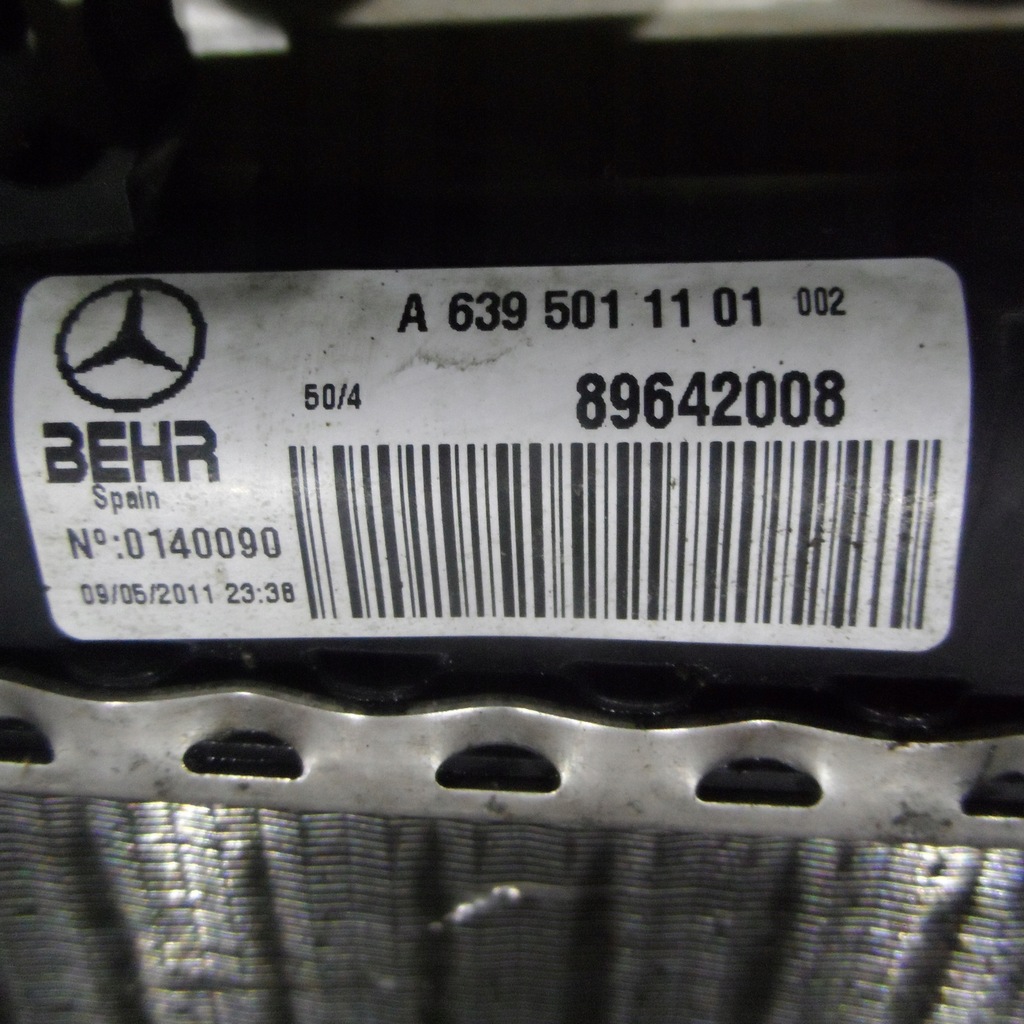 A 639 501 11 01 002
50/4 89642008
BEHR
Spain
Nº:0140090
09/05/2011 23:38